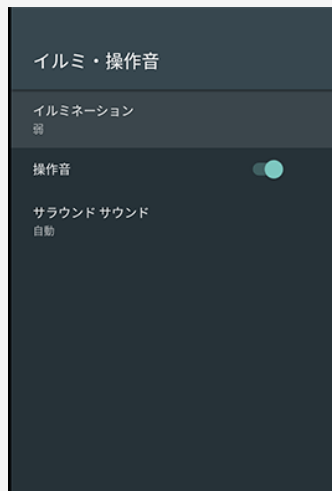 イルミ・操作音
イルミネーション
弱
操作音
サラウンド サウンド
自動